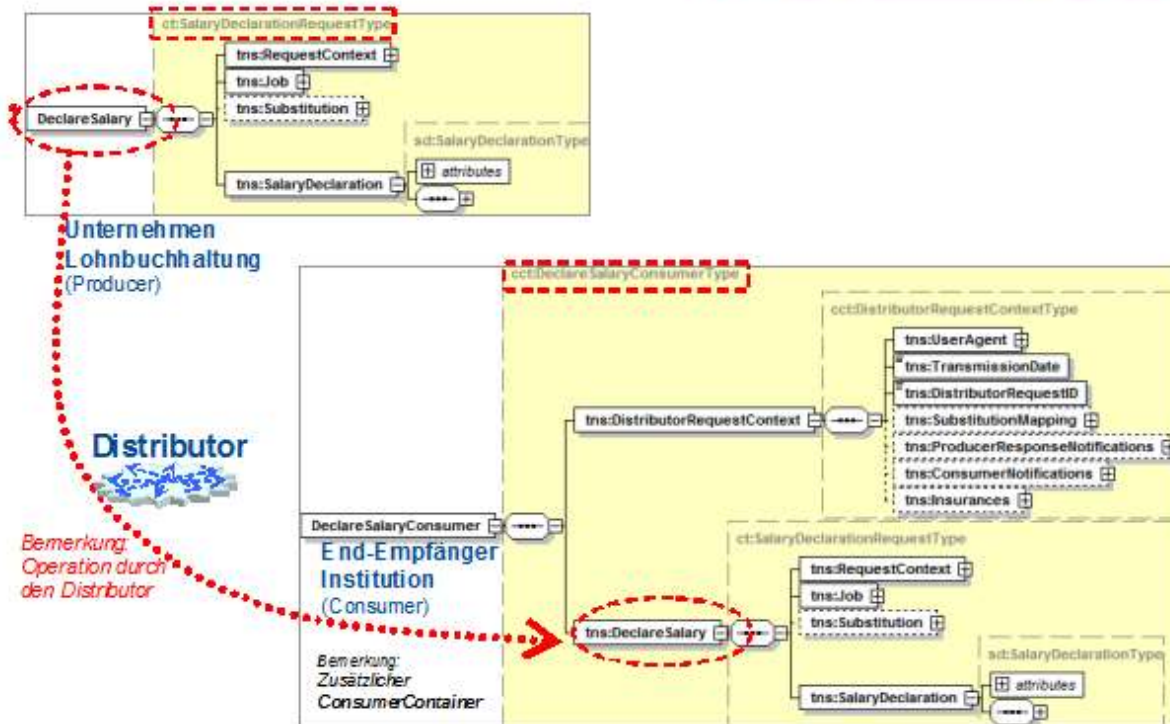 ct:SalaryDeclarationRequestType
tns:RequestContext
tns:Job
tns:Substitution
DeclareSalary
sd:SalaryDeclarationType
attributes
tns:SalaryDeclaration
Unternehmen
Lohnbuchhaltung
(Producer)
cct:DeclareSalaryConsumerType
cct:DistributorRequestContextType
tns:UserAgent
tns:TransmissionDate
tns:DistributorRequestID
tns:DistributorRequestContext
tns:SubstitutionMapping
tns:ProducerResponseNotifications
tns:ConsumerNotifications
tns:Insurances
Distributor
DeclareSalaryConsumer
Bemerkung:
Operation durch
den Distributor
End-Empfänger
Institution
(Consumer)
ct:SalaryDeclarationRequestType
tns:RequestContext
tns:Job
tns:Substitution
tns:DeclareSalary
sd:SalaryDeclarationType
attributes
tns:SalaryDeclaration
Bemerkung:
Zusätzlicher
ConsumerContainer